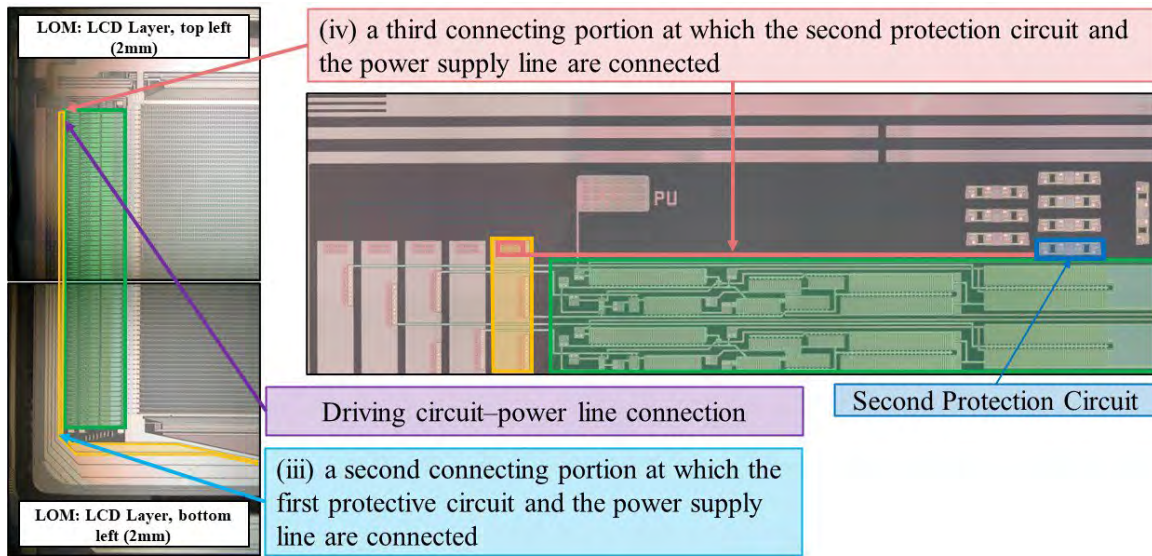 LOM: LCD Layer, top left
(2mm)
(iv) a third connecting portion at which the second protection circuit and
the power supply line are connected
PU
Driving circuit–power line connection
Second Protection Circuit
(iii) a second connecting portion at which the
first protective circuit and the power supply
line are connected
LOM: LCD Layer, bottom
left (2mm)